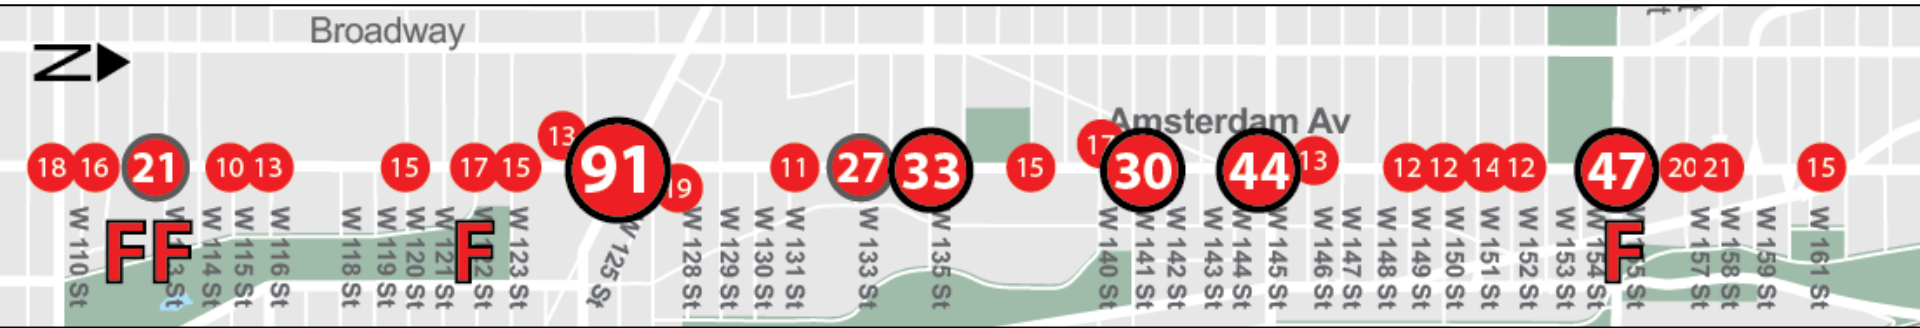 Broadway
N
Amsterdam Av
18 16 21 10 13 15 17 15 13 91 19 11 27 33 15 17 30 44 13 12 12 14 12 47 20 21 15
F F F F
W 110 St
W 114 St
W 115 St
W 116 St
W 118 St
W 119 St
W 120 St
W 121 St
W 123 St
W 125 St
W 128 St
W 129 St
W 130 St
W 131 St
W 133 St
W 135 St
W 140 St
W 141 St
W 142 St
W 143 St
W 144 St
W 145 St
W 146 St
W 147 St
W 148 St
W 149 St
W 150 St
W 151 St
W 152 St
W 153 St
W 154 St
W 157 St
W 158 St
W 159 St
W 161 St